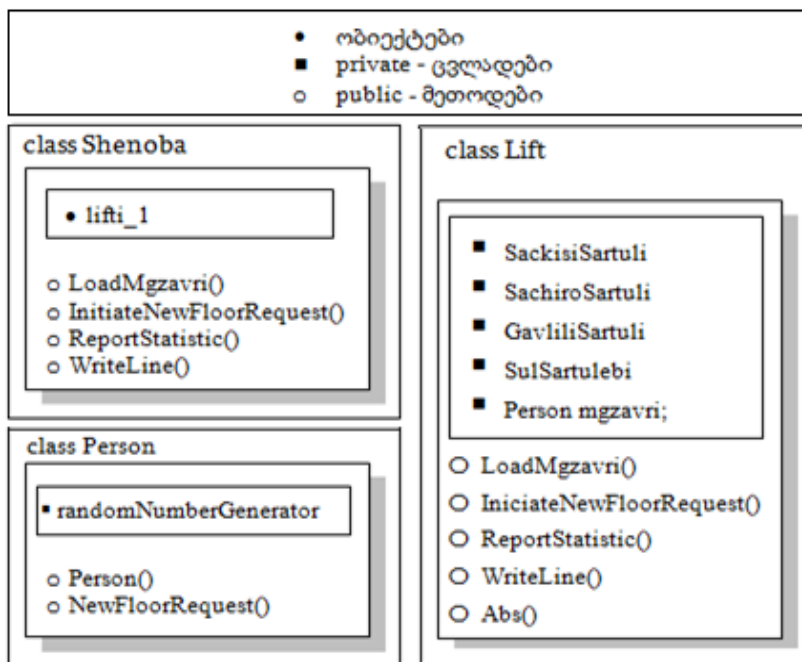 ობიექტები
private - ცვლადები
public - მეთოდები
class Shenoba
lifti_1
LoadMgzavri()
InitiateNewFloorRequest()
ReportStatistic()
WriteLine()
class Person
randomNumberGenerator
Person()
NewFloorRequest()
class Lift
SackisiSartuli
SachiroSartuli
GavliliSartuli
SulSartulebi
Person mgzavri;
LoadMgzavri()
IniciateNewFloorRequest()
ReportStatistic()
WriteLine()
Abs()